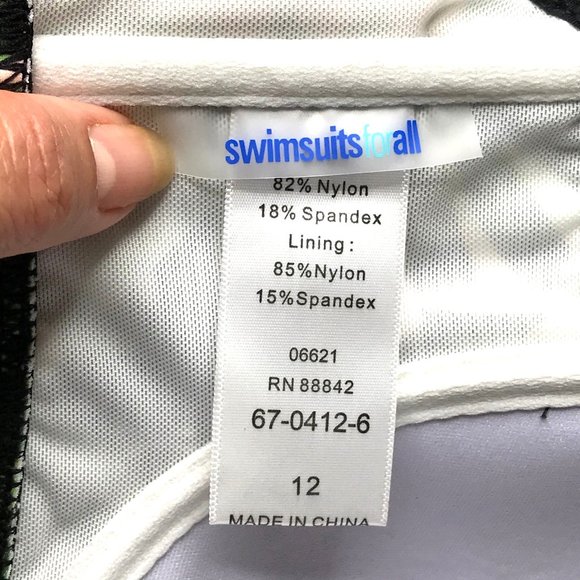 swimsuitsforall
82% Nylon
18% Spandex
Lining :
85%Nylon
15%Spandex
06621
RN 88842
67-0412-6
12
MADE IN CHINA